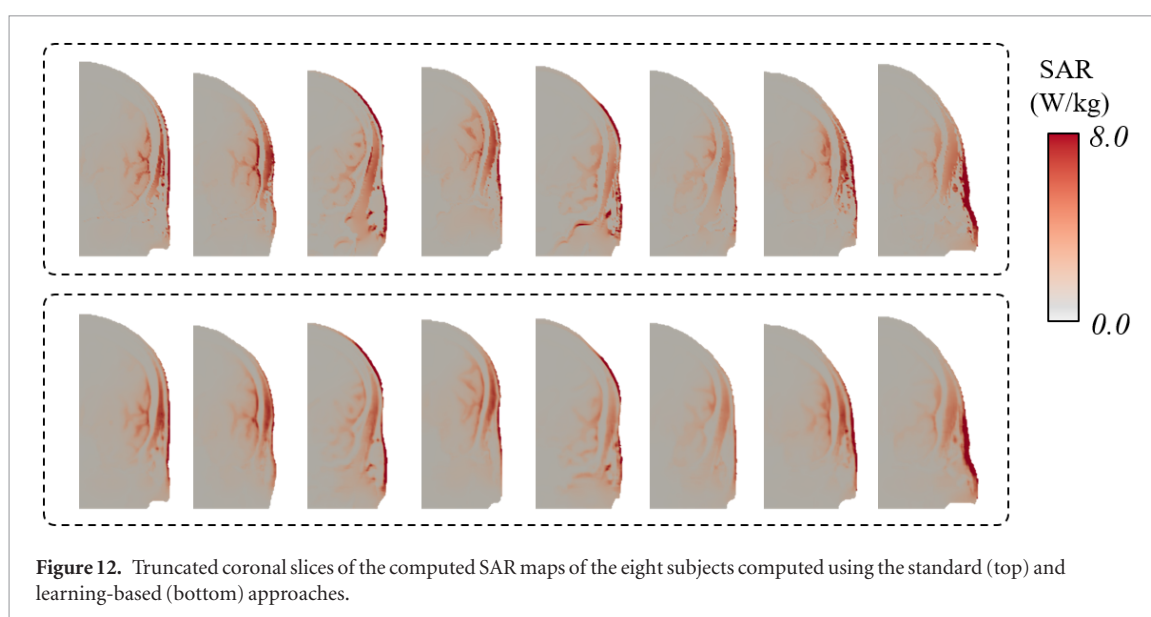 SAR
(W/kg)
8.0
0.0
Figure 12. Truncated coronal slices of the computed SAR maps of the eight subjects computed using the standard (top) and
learning-based (bottom) approaches.